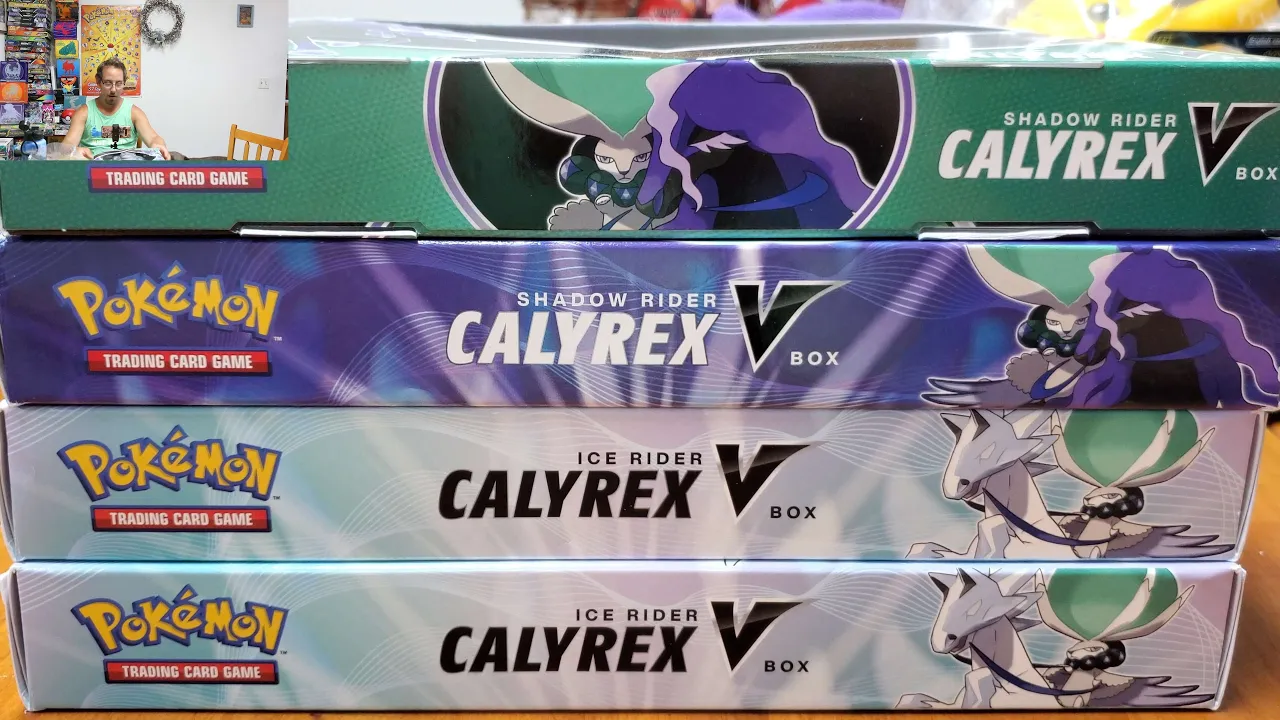 SHADOW RIDER
CALYREX V BOX
TRADING CARD GAME
POKéMON
TRADING CARD GAME
SHADOW RIDER
CALYREX V BOX
POKéMON
TRADING CARD GAME
ICE RIDER
CALYREX V BOX
POKéMON
TRADING CARD GAME
ICE RIDER
CALYREX V BOX